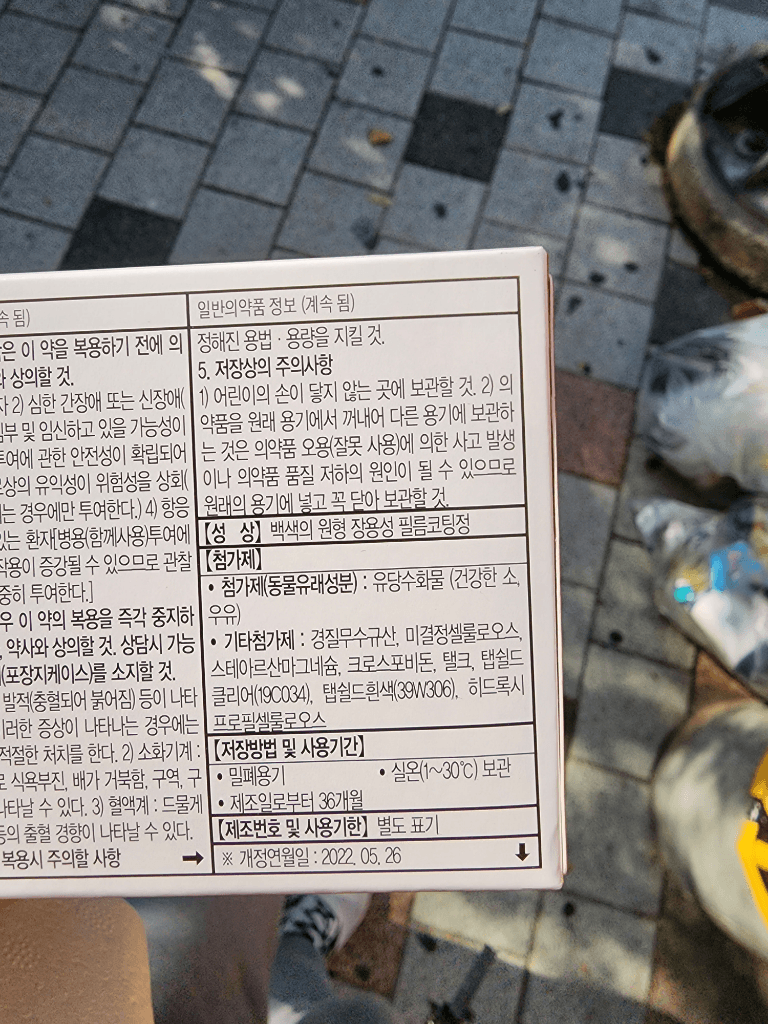 속 됨)
은 이 약을 복용하기 전에 의
와 상의할 것.
자 2) 심한 간장애 또는 신장애(
임부 및 임신하고 있을 가능성이
투여에 관한 안전성이 확립되어
료상의 유익성이 위험성을 상회(
는 경우에만 투여한다.) 4) 항응
있는 환자[병용(함께사용)투여에
작용이 증강될 수 있으므로 관찰
중히 투여한다.]
우 이 약의 복용을 즉각 중지하
, 약사와 상의할 것. 상담시 가능
(포장지케이스)를 소지할 것.
발적(충혈되어 붉어짐) 등이 나타
이러한 증상이 나타나는 경우에는
적절한 처치를 한다. 2) 소화기계 :
로 식욕부진, 배가 거북함, 구역, 구
나타날 수 있다. 3) 혈액계 : 드물게
등의 출혈 경향이 나타날 수 있다.
복용시 주의할 사항 ➡
일반의약품 정보 (계속 됨)
정해진 용법 · 용량을 지킬 것.
5. 저장상의 주의사항
1) 어린이의 손이 닿지 않는 곳에 보관할 것. 2) 의
약품을 원래 용기에서 꺼내어 다른 용기에 보관하
는 것은 의약품 오용(잘못 사용)에 의한 사고 발생
이나 의약품 품질 저하의 원인이 될 수 있으므로
원래의 용기에 넣고 꼭 닫아 보관할 것.
【성 상】 백색의 원형 장용성 필름코팅정
【첨가제】
• 첨가제(동물유래성분) : 유당수화물 (건강한 소,
우유)
• 기타첨가제 : 경질무수규산, 미결정셀룰로오스,
스테아르산마그네슘, 크로스포비돈, 탤크, 탭쉴드
클리어(19C034), 탭쉴드흰색(39W306), 히드록시
프로필셀룰로오스
【저장방법 및 사용기간】
• 밀폐용기 • 실온(1~30℃) 보관
• 제조일로부터 36개월
【제조번호 및 사용기한】 별도 표기
※ 개정연월일 : 2022. 05. 26 ⬇